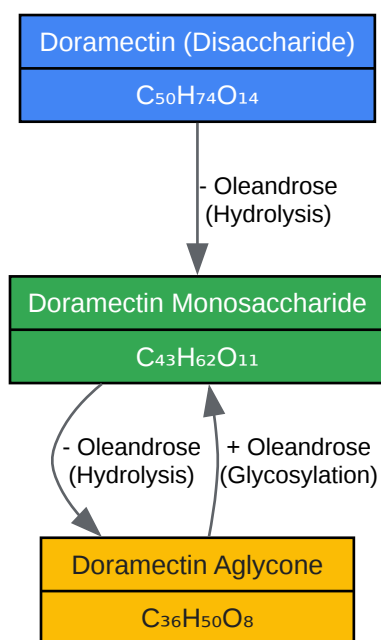 Doramectin (Disaccharide)
C₅₀H₇₄O₁₄
- Oleandrose
(Hydrolysis)
Doramectin Monosaccharide
C₄₃H₆₂O₁₁
- Oleandrose
(Hydrolysis)
+ Oleandrose
(Glycosylation)
Doramectin Aglycone
C₃₆H₅₀O₈